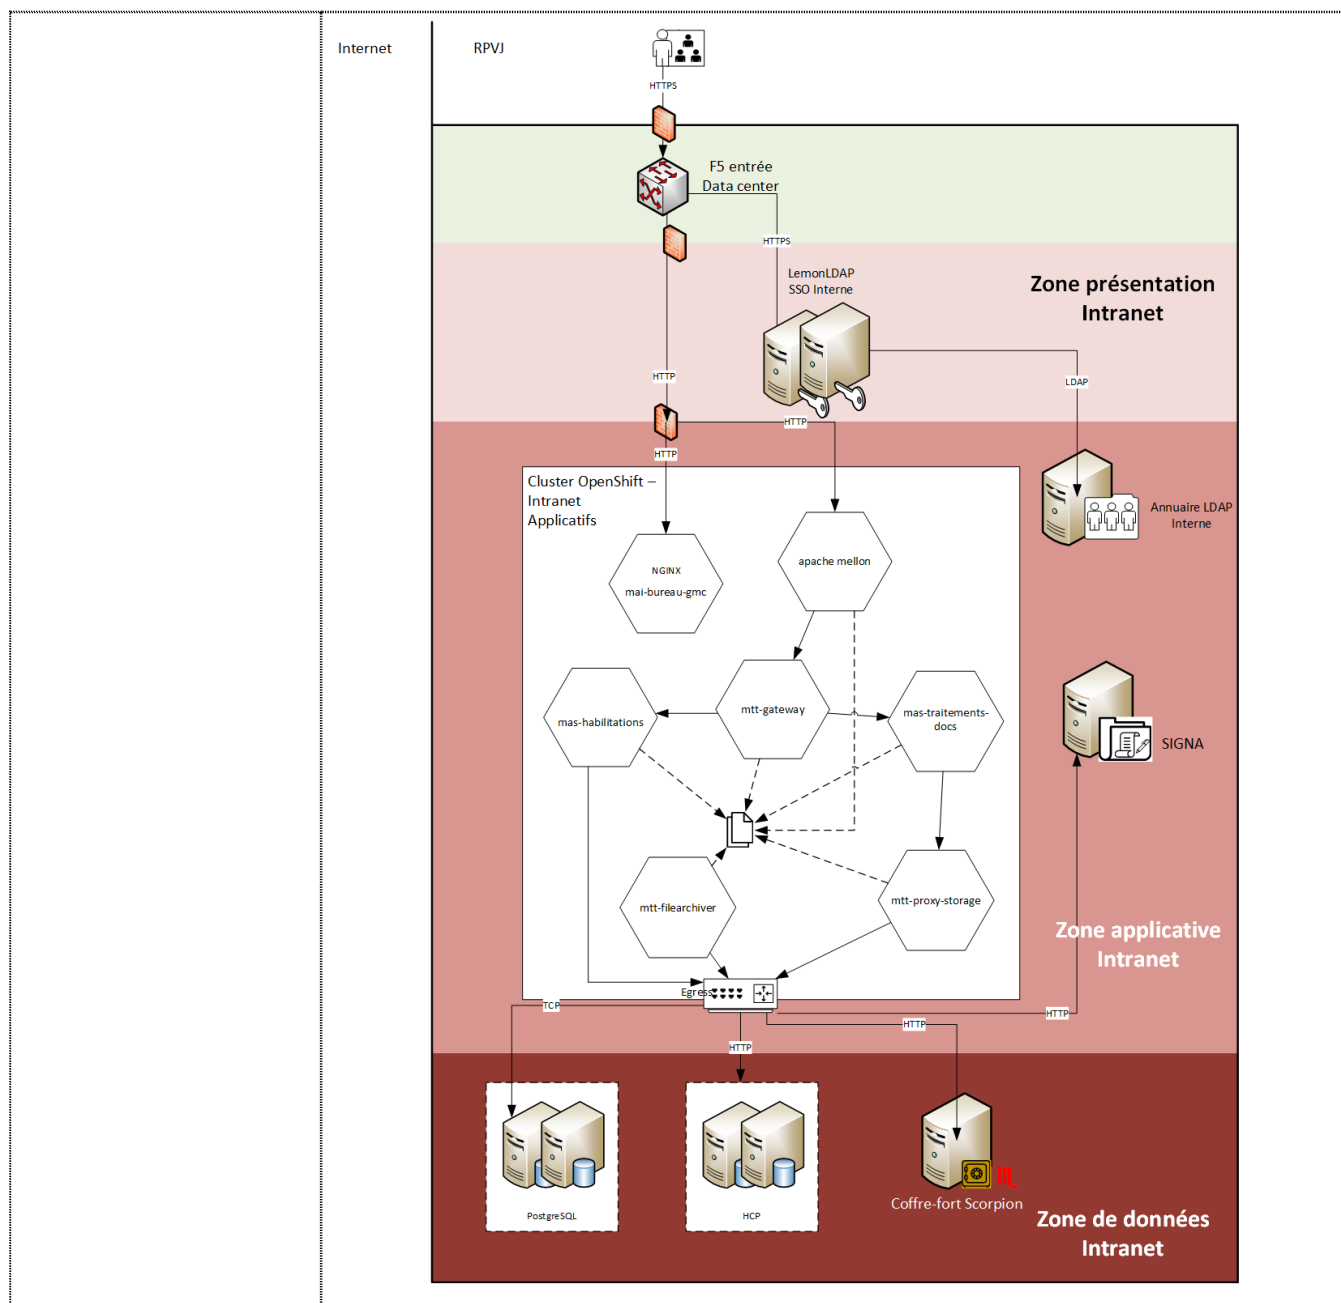 Internet
RPVJ
HTTPS
F5 entrée
Data center
HTTPS
LemonLDAP
SSO Interne
Zone présentation
Intranet
HTTP
LDAP
HTTP
HTTP
Cluster OpenShift –
Intranet
Applicatifs
Annuaire LDAP
Interne
NGINX
mai-bureau-gmc
apache mellon
mas-habilitations
mtt-gateway
mas-traitements-
docs
SIGNA
mtt-filearchiver
mtt-proxy-storage
Zone applicative
Intranet
Egress
TCP
HTTP
HTTP
HTTP
PostgreSQL
HCP
Coffre-fort Scorpion
Zone de données
Intranet